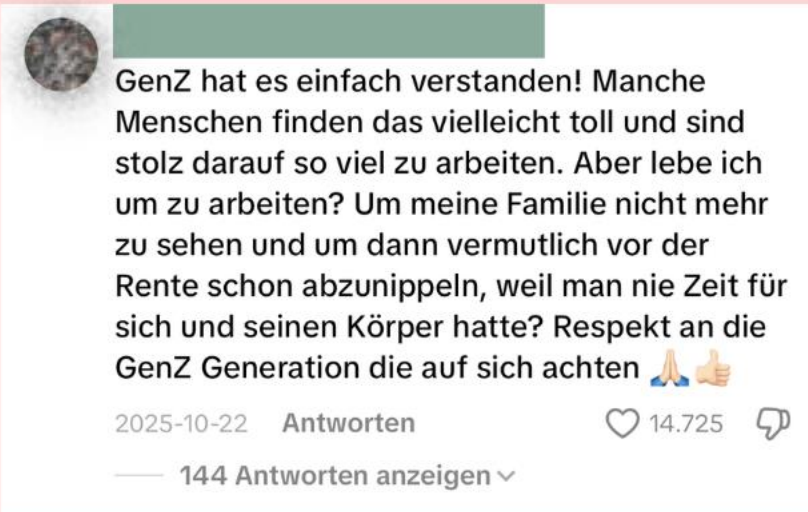 GenZ hat es einfach verstanden! Manche
Menschen finden das vielleicht toll und sind
stolz darauf so viel zu arbeiten. Aber lebe ich
um zu arbeiten? Um meine Familie nicht mehr
zu sehen und um dann vermutlich vor der
Rente schon abzunippeln, weil man nie Zeit für
sich und seinen Körper hatte? Respekt an die
GenZ Generation die auf sich achten 🙏🏻👍🏻
2025-10-22 Antworten 14.725
144 Antworten anzeigen